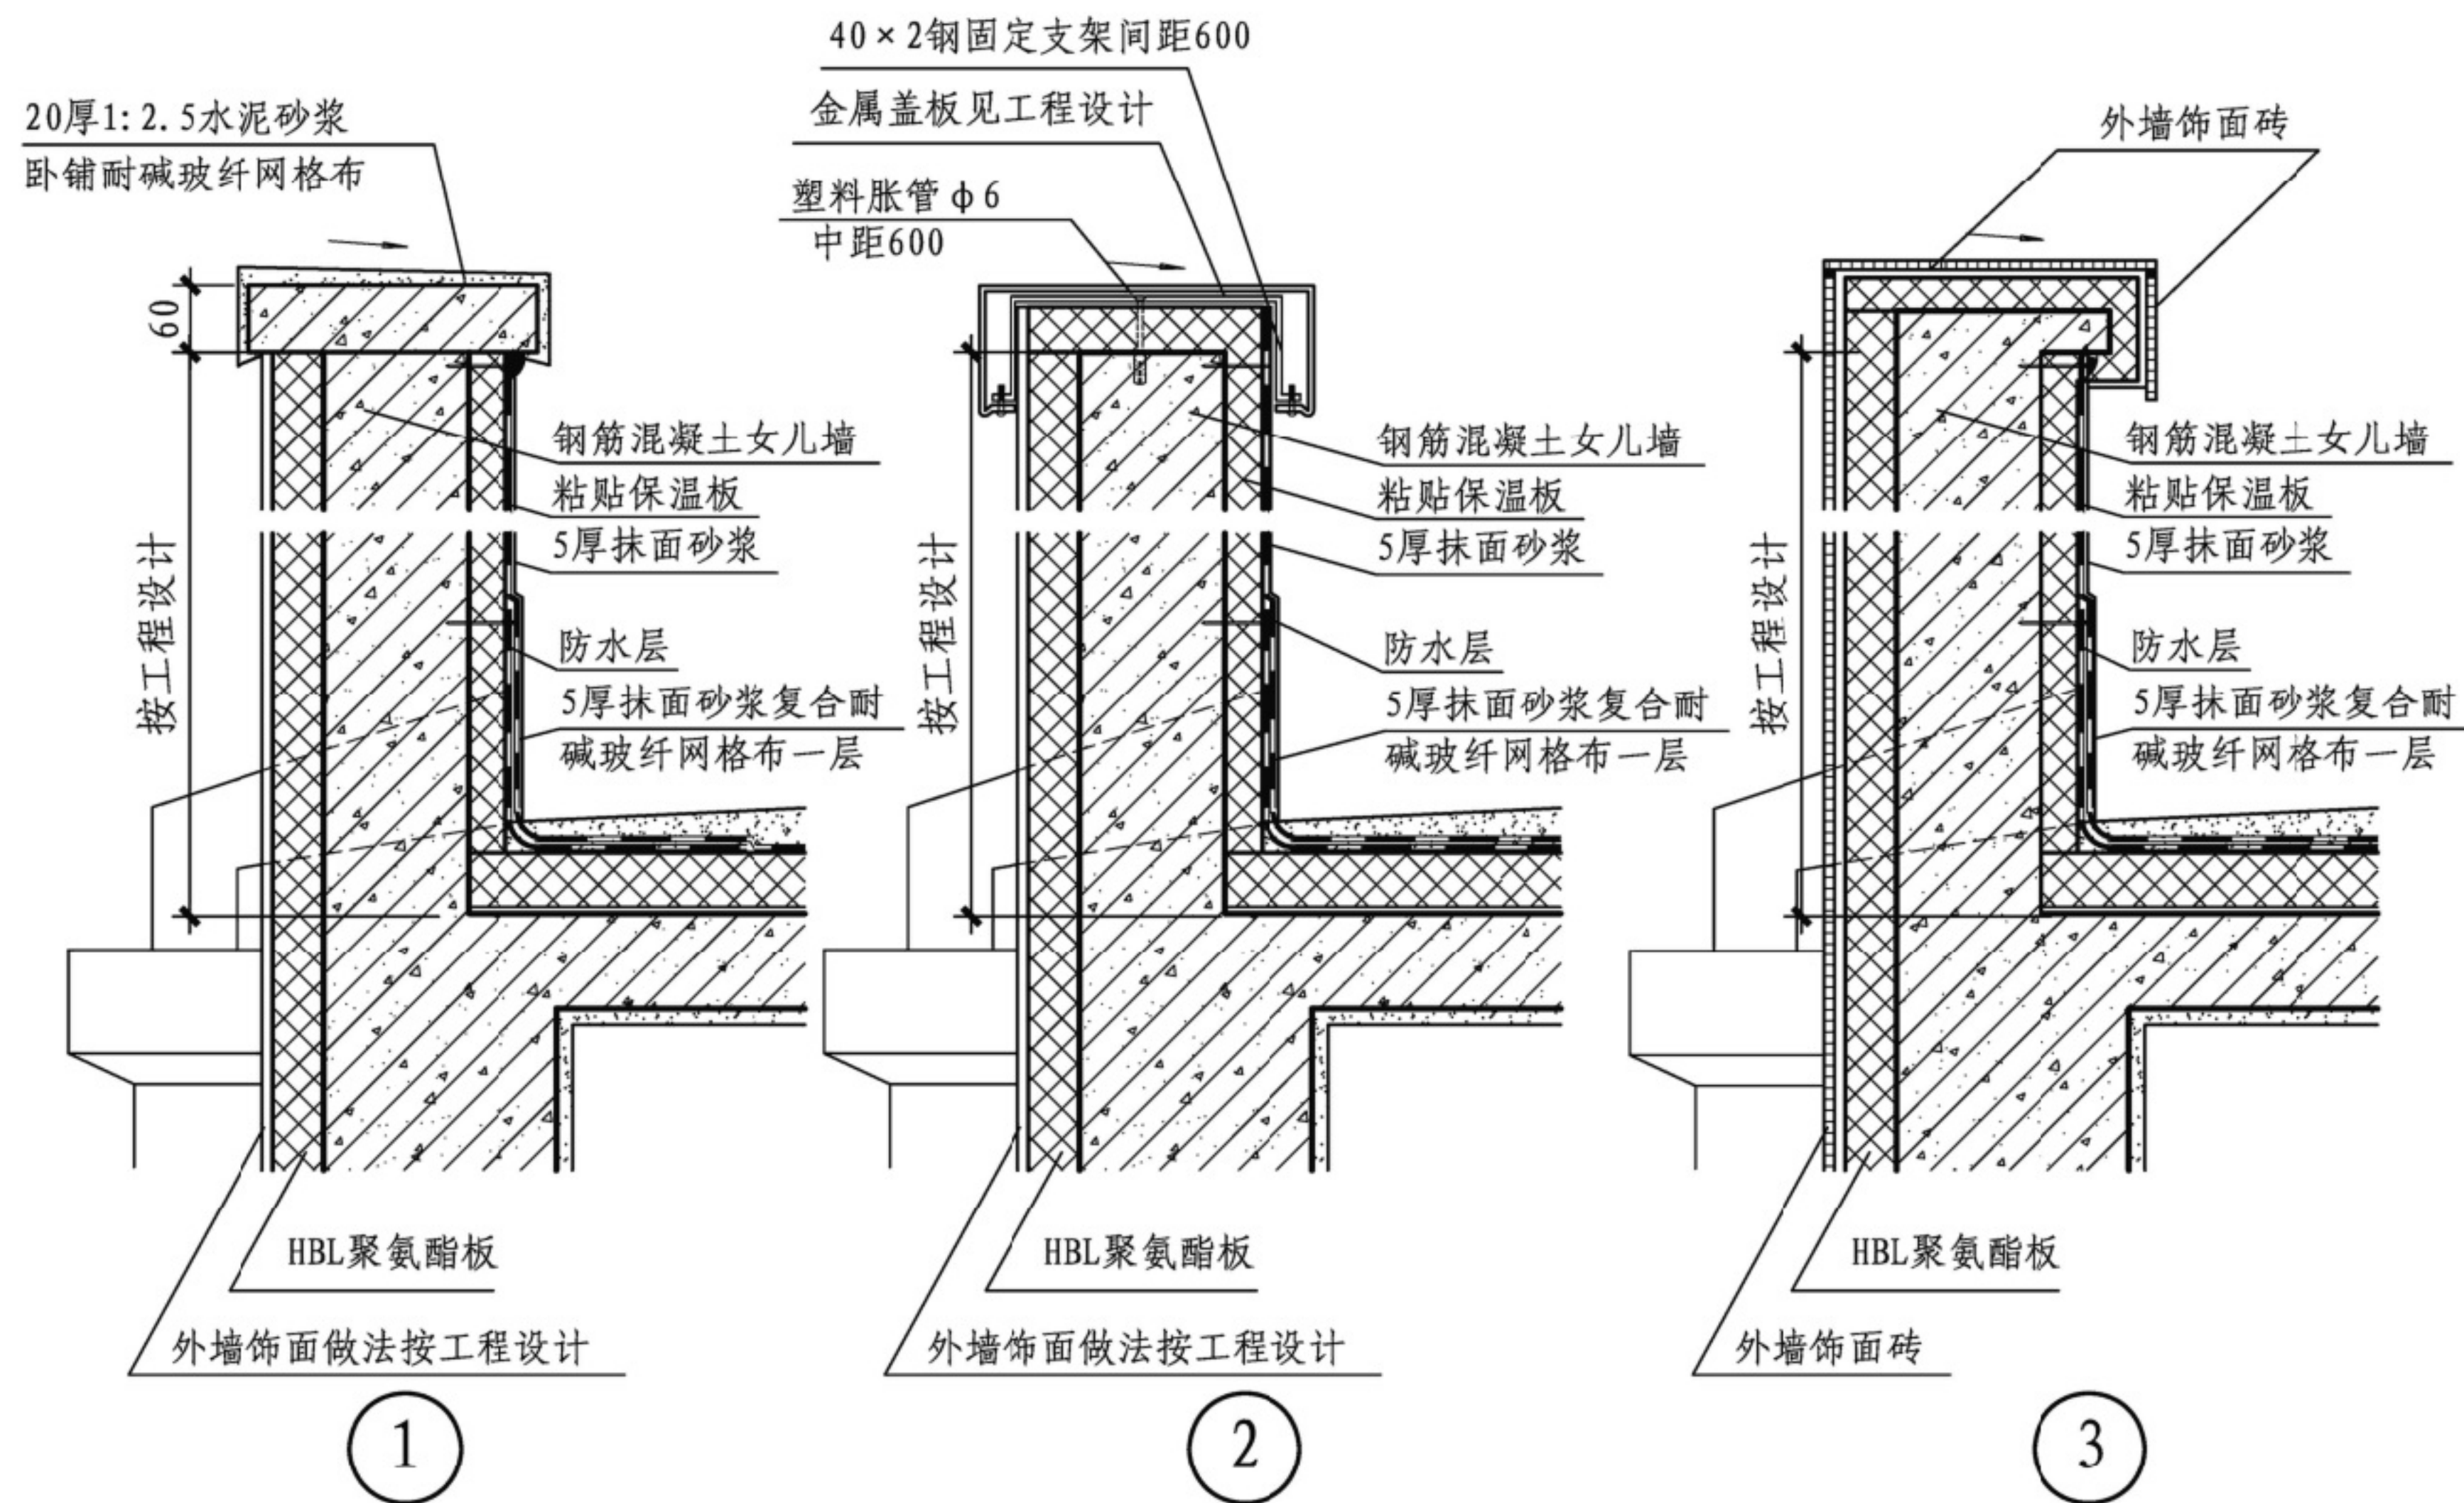 20厚1:2.5水泥砂浆
卧铺耐碱玻纤网格布
60
按工程设计
钢筋混凝土女儿墙
粘贴保温板
5厚抹面砂浆
防水层
5厚抹面砂浆复合耐
碱玻纤网格布一层
HBL聚氨酯板
外墙饰面做法按工程设计
1
40×2钢固定支架间距600
金属盖板见工程设计
塑料胀管φ6
中距600
按工程设计
钢筋混凝土女儿墙
粘贴保温板
5厚抹面砂浆
防水层
5厚抹面砂浆复合耐
碱玻纤网格布一层
HBL聚氨酯板
外墙饰面做法按工程设计
2
外墙饰面砖
按工程设计
钢筋混凝土女儿墙
粘贴保温板
5厚抹面砂浆
防水层
5厚抹面砂浆复合耐
碱玻纤网格布一层
HBL聚氨酯板
外墙饰面砖
3